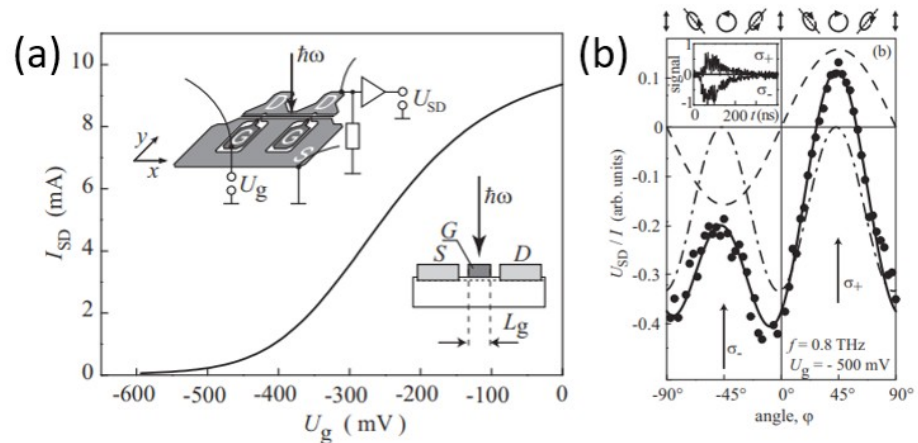 (a)
10
8
6
4
2
0
I_SD (mA)
-600
-500
-400
-300
-200
-100
0
U_g ( mV)
ħω
D
D
G
G
S
y
x
U_g
U_SD
ħω
G
S
D
L_g
(b)
(b)
signal
1
0
-1
σ+
σ-
0
200 t(ns)
0.1
0
-0.1
-0.2
-0.3
-0.4
U_SD / I (arb. units)
σ-
σ+
f = 0.8 THz
U_g = - 500 mV
-90°
-45°
0°
45°
90°
angle, φ